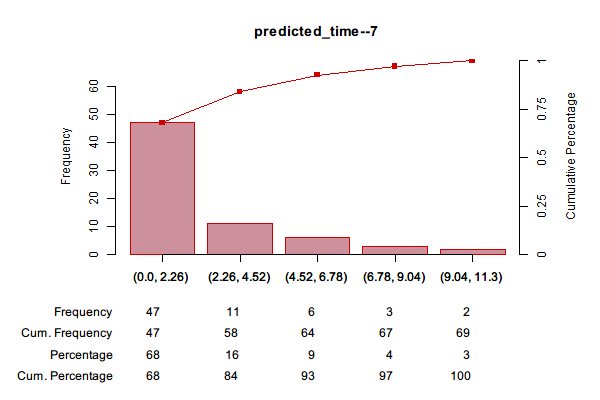 predicted_time--7
Frequency
0
10
20
30
40
50
60
Cumulative Percentage
0
0.25
0.5
0.75
1
(0.0, 2.26) (2.26, 4.52) (4.52, 6.78) (6.78, 9.04) (9.04, 11.3)
Frequency 47 11 6 3 2
Cum. Frequency 47 58 64 67 69
Percentage 68 16 9 4 3
Cum. Percentage 68 84 93 97 100